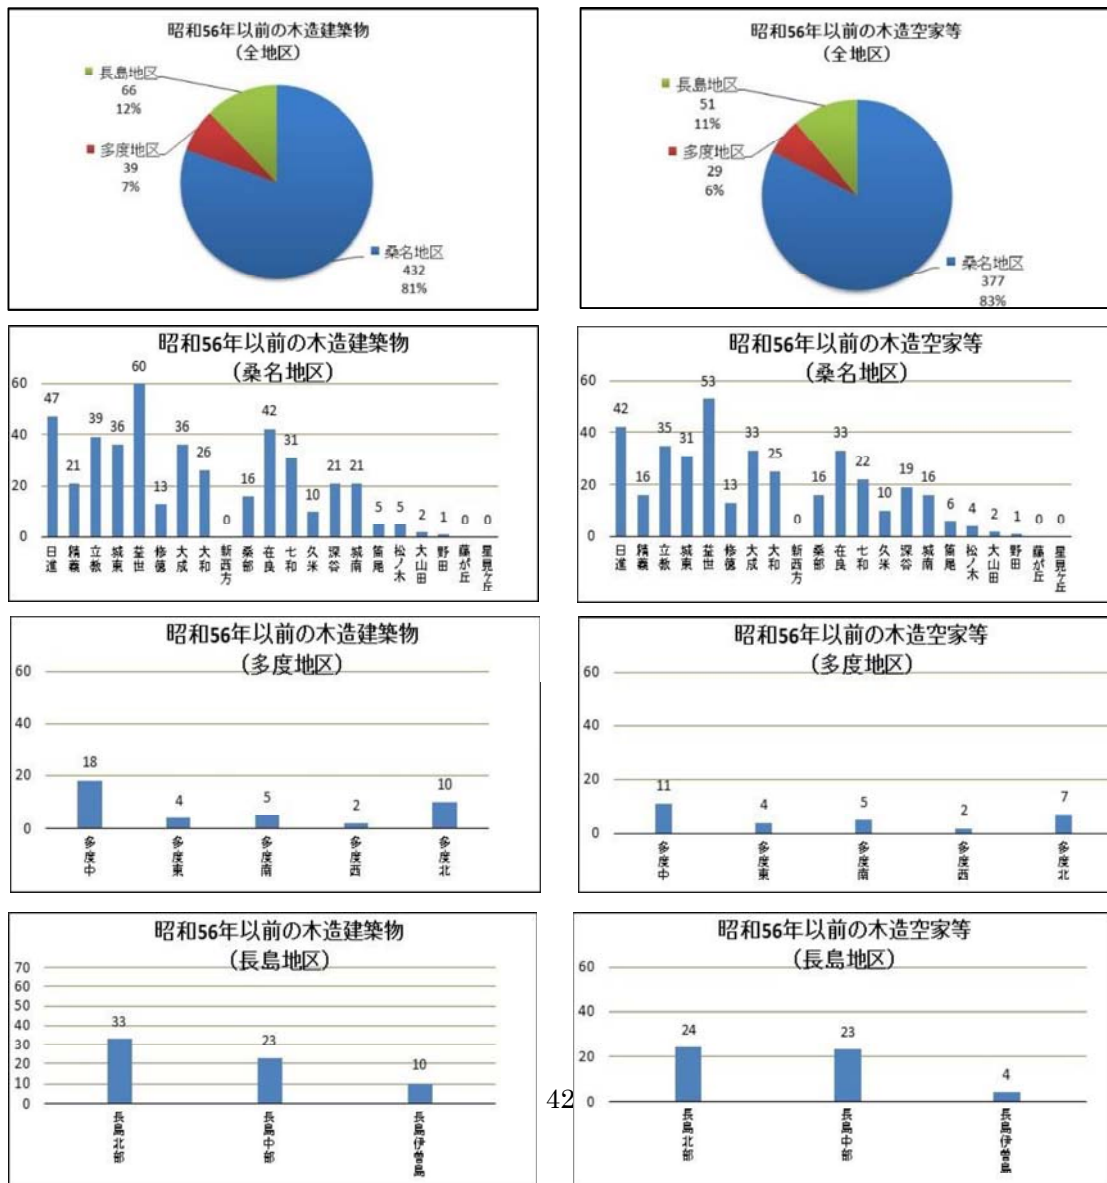 昭和56年以前の木造建築物
（全地区）
長島地区
66
12%
多度地区
39
7%
桑名地区
432
81%
昭和56年以前の木造空家等
（全地区）
長島地区
51
11%
多度地区
29
6%
桑名地区
377
83%
昭和56年以前の木造建築物
（桑名地区）
60
40
20
0
47 21 39 36 60 13 36 26 0 16 42 31 10 21 21 5 5 2 1 0 0
日進 精義 立教 城東 益世 修徳 大成 大和 新西方 桑部 在良 七和 久米 深谷 城南 筒尾 松ノ木 大山田 野田 藤が丘 星見ヶ丘
昭和56年以前の木造空家等
（桑名地区）
60
40
20
0
42 16 35 31 53 13 33 25 0 16 33 22 10 19 16 6 4 2 1 0 0
日進 精義 立教 城東 益世 修徳 大成 大和 新西方 桑部 在良 七和 久米 深谷 城南 筒尾 松ノ木 大山田 野田 藤が丘 星見ヶ丘
昭和56年以前の木造建築物
（多度地区）
60
40
20
0
18 4 5 2 10
多度中 多度東 多度南 多度西 多度北
昭和56年以前の木造空家等
（多度地区）
60
40
20
0
11 4 5 2 7
多度中 多度東 多度南 多度西 多度北
昭和56年以前の木造建築物
（長島地区）
70
60
50
40
30
20
10
0
33 23 10
長島北部 長島中部 長島伊曽島
昭和56年以前の木造空家等
（長島地区）
60
40
20
0
24 23 4
長島北部 長島中部 長島伊曽島
42